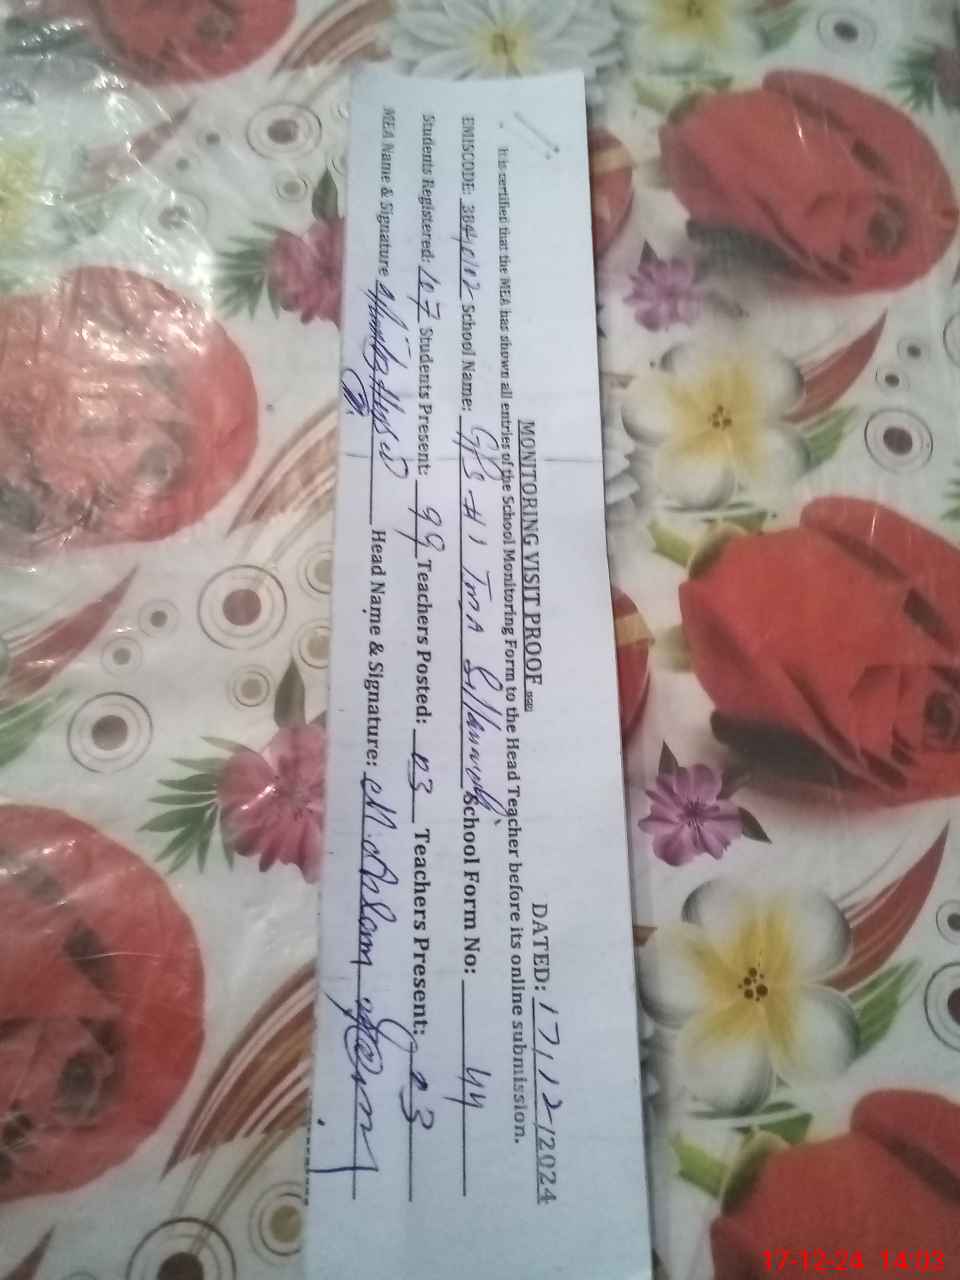 MONITORING VISIT PROOF DATED: 17/12/2024
It is certified that the MEA has shown all entries of the School Monitoring Form to the Head Teacher before its online submission.
EMISCODE: 38410102 School Name: GPS #1 School Form No: 44
Students Registered: 107 Students Present: 99 Teachers Posted: 03 Teachers Present: 03
MEA Name & Signature Head Name & Signature: M. Aslam
17-12-24 14:03